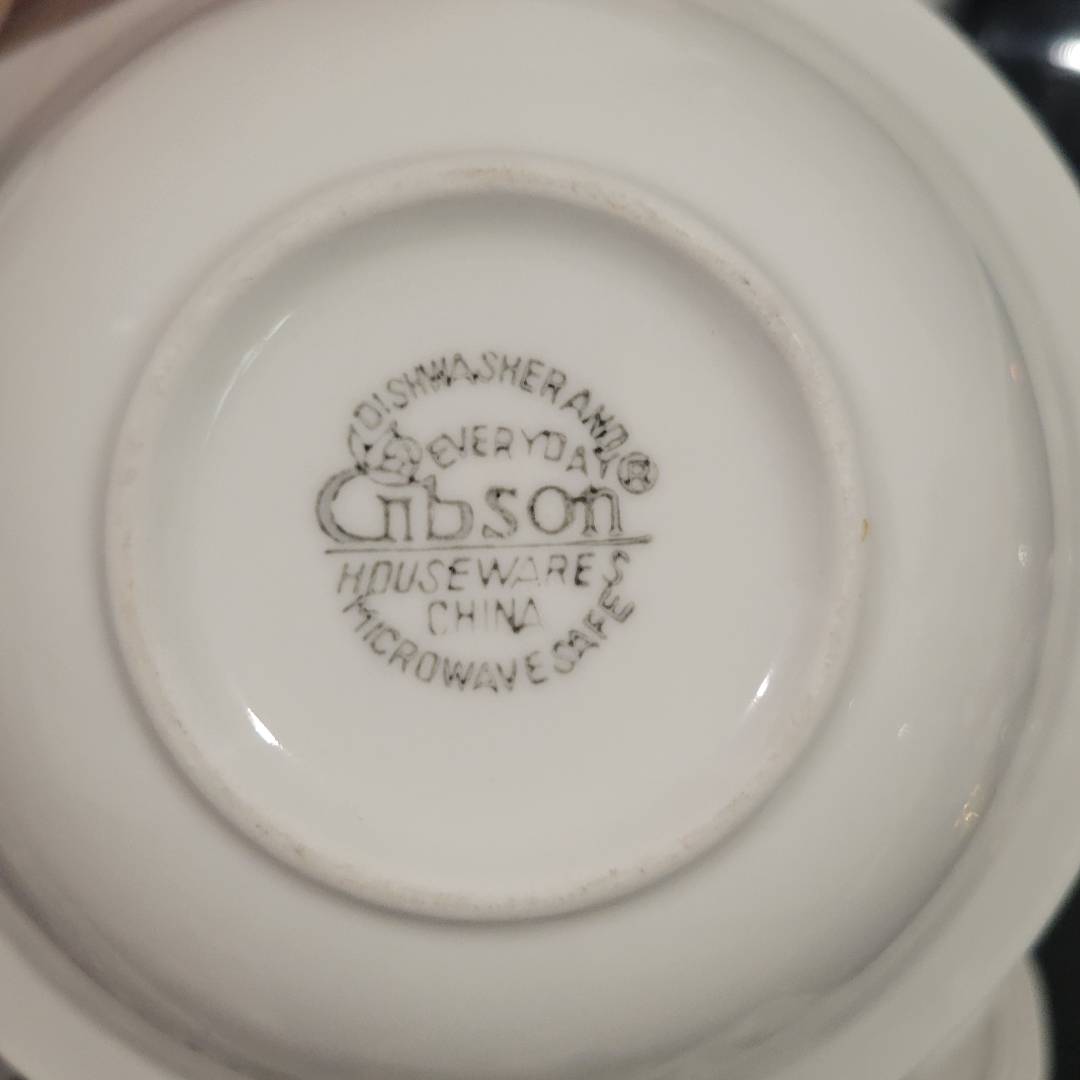 DISHWASHER AND
EVERYDAY
Gibson ®
HOUSEWARES
CHINA
MICROWAVE SAFE